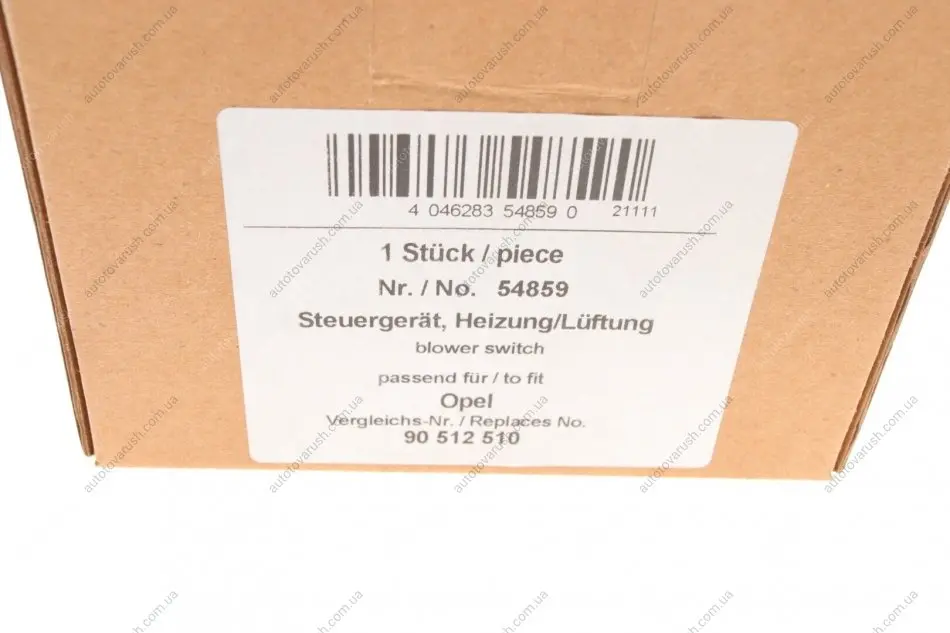 4 046283 54859 0 21111
1 Stück / piece
Nr. / No. 54859
Steuergerät, Heizung/Lüftung
blower switch
passend für / to fit
Opel
Vergleichs-Nr. / Replaces No.
90 512 510
autotovarush.com.ua